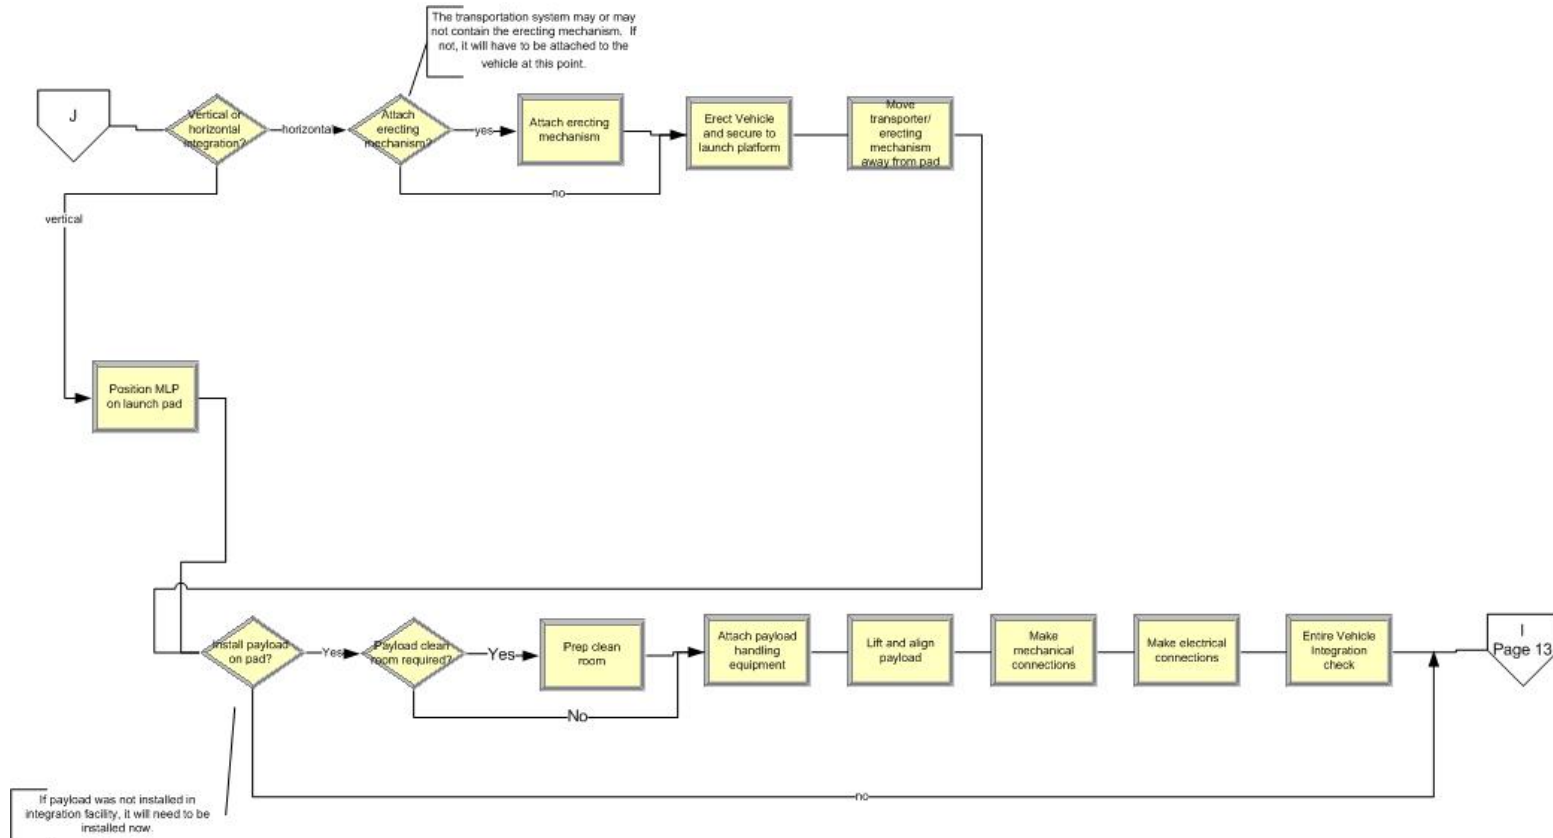 The transportation system may or may
not contain the erecting mechanism. If
not, it will have to be attached to the
vehicle at this point.
J
Vertical or
horizontal
integration?
horizontal
Attach
erecting
mechanism?
yes
Attach erecting
mechanism
Erect Vehicle
and secure to
launch platform
Move
transporter/
erecting
mechanism
away from pad
no
vertical
Position MLP
on launch pad
Install payload
on pad?
Yes
Payload clean
room required?
Yes
Prep clean
room
Attach payload
handling
equipment
Lift and align
payload
Make
mechanical
connections
Make electrical
connections
Entire Vehicle
Integration
check
I
Page 13
No
no
If payload was not installed in
integration facility, it will need to be
installed now.